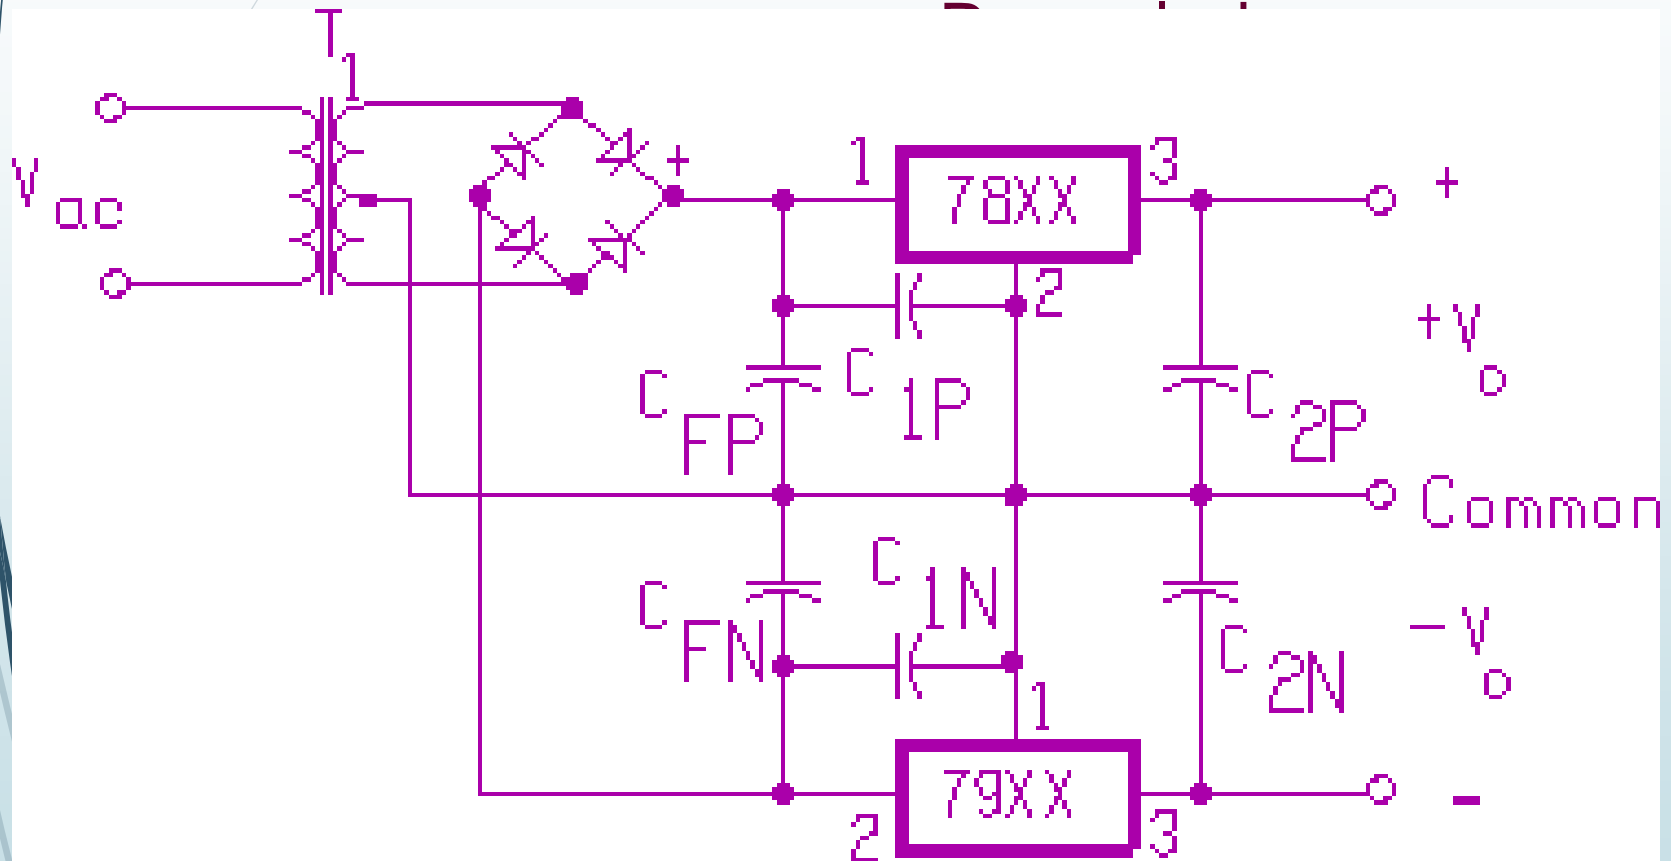 T1
Vac
+
1
78XX
3
+
2
+Vo
CFP
C1P
C2P
Common
CFN
C1N
C2N
-Vo
1
79XX
2
3
-